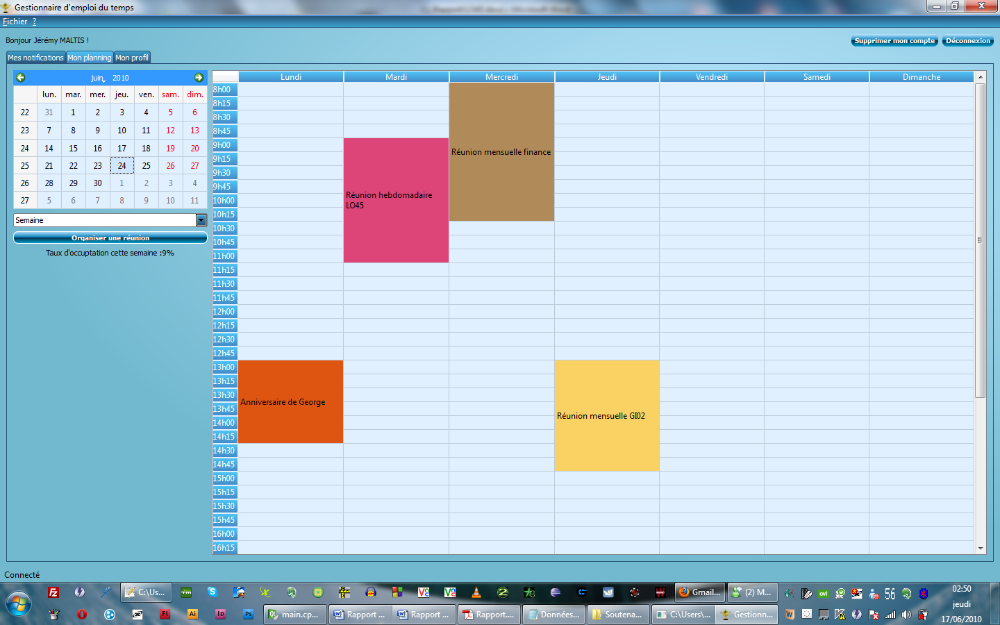 Gestionnaire d'emploi du temps
Fichier ?
Bonjour Jérémy MALTIS !
Supprimer mon compte Déconnexion
Mes notifications Mon planning Mon profil
juin, 2010
lun. mar. mer. jeu. ven. sam. dim.
22 31 1 2 3 4 5 6
23 7 8 9 10 11 12 13
24 14 15 16 17 18 19 20
25 21 22 23 24 25 26 27
26 28 29 30 1 2 3 4
27 5 6 7 8 9 10 11
Semaine
Organiser une réunion
Taux d'occuptation cette semaine :9%
Lundi Mardi Mercredi Jeudi Vendredi Samedi Dimanche
8h00
8h15
8h30
8h45
9h00
9h15
9h30
9h45
10h00
10h15
10h30
10h45
11h00
11h15
11h30
11h45
12h00
12h15
12h30
12h45
13h00
13h15
13h30
13h45
14h00
14h15
14h30
14h45
15h00
15h15
15h30
15h45
16h00
16h15
Réunion mensuelle finance
Réunion hebdomadaire
LO45
Anniversaire de George
Réunion mensuelle GI02
Connecté
C:\Us... Gmail... (2) M... 56 02:50
jeudi
main.cp... Rapport ... Rapport ... Rapport.... Données... Soutena... C:\Users\... Gestionn... 17/06/2010